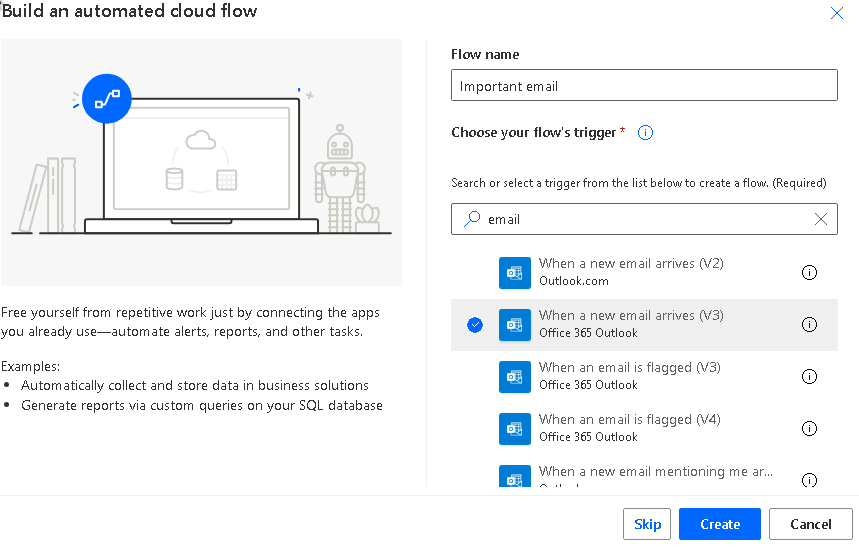 Build an automated cloud flow
Flow name
Important email
Choose your flow's trigger *
Search or select a trigger from the list below to create a flow. (Required)
email
When a new email arrives (V2)
Outlook.com
When a new email arrives (V3)
Office 365 Outlook
When an email is flagged (V3)
Office 365 Outlook
When an email is flagged (V4)
Office 365 Outlook
When a new email mentioning me ar...
Free yourself from repetitive work just by connecting the apps
you already use—automate alerts, reports, and other tasks.
Examples:
• Automatically collect and store data in business solutions
• Generate reports via custom queries on your SQL database
Skip
Create
Cancel